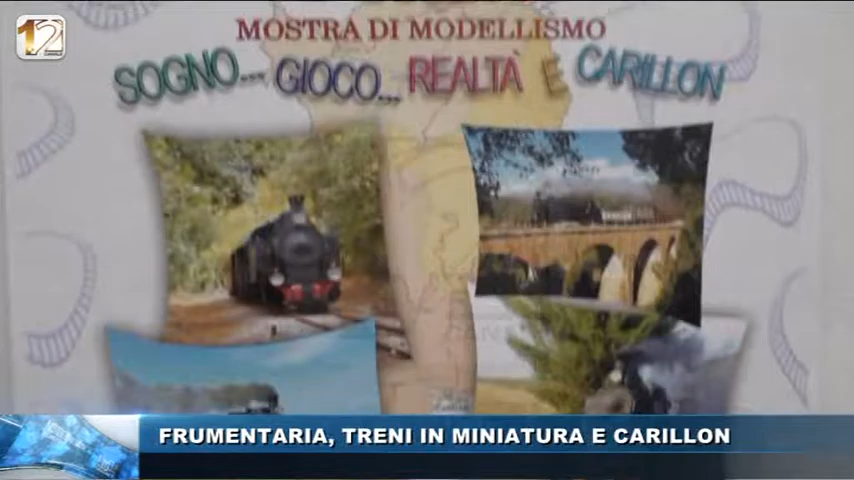 12
MOSTRA DI MODELLISMO
SOGNO... GIOCO... REALTÀ E CARILLON
FRUMENTARIA, TRENI IN MINIATURA E CARILLON